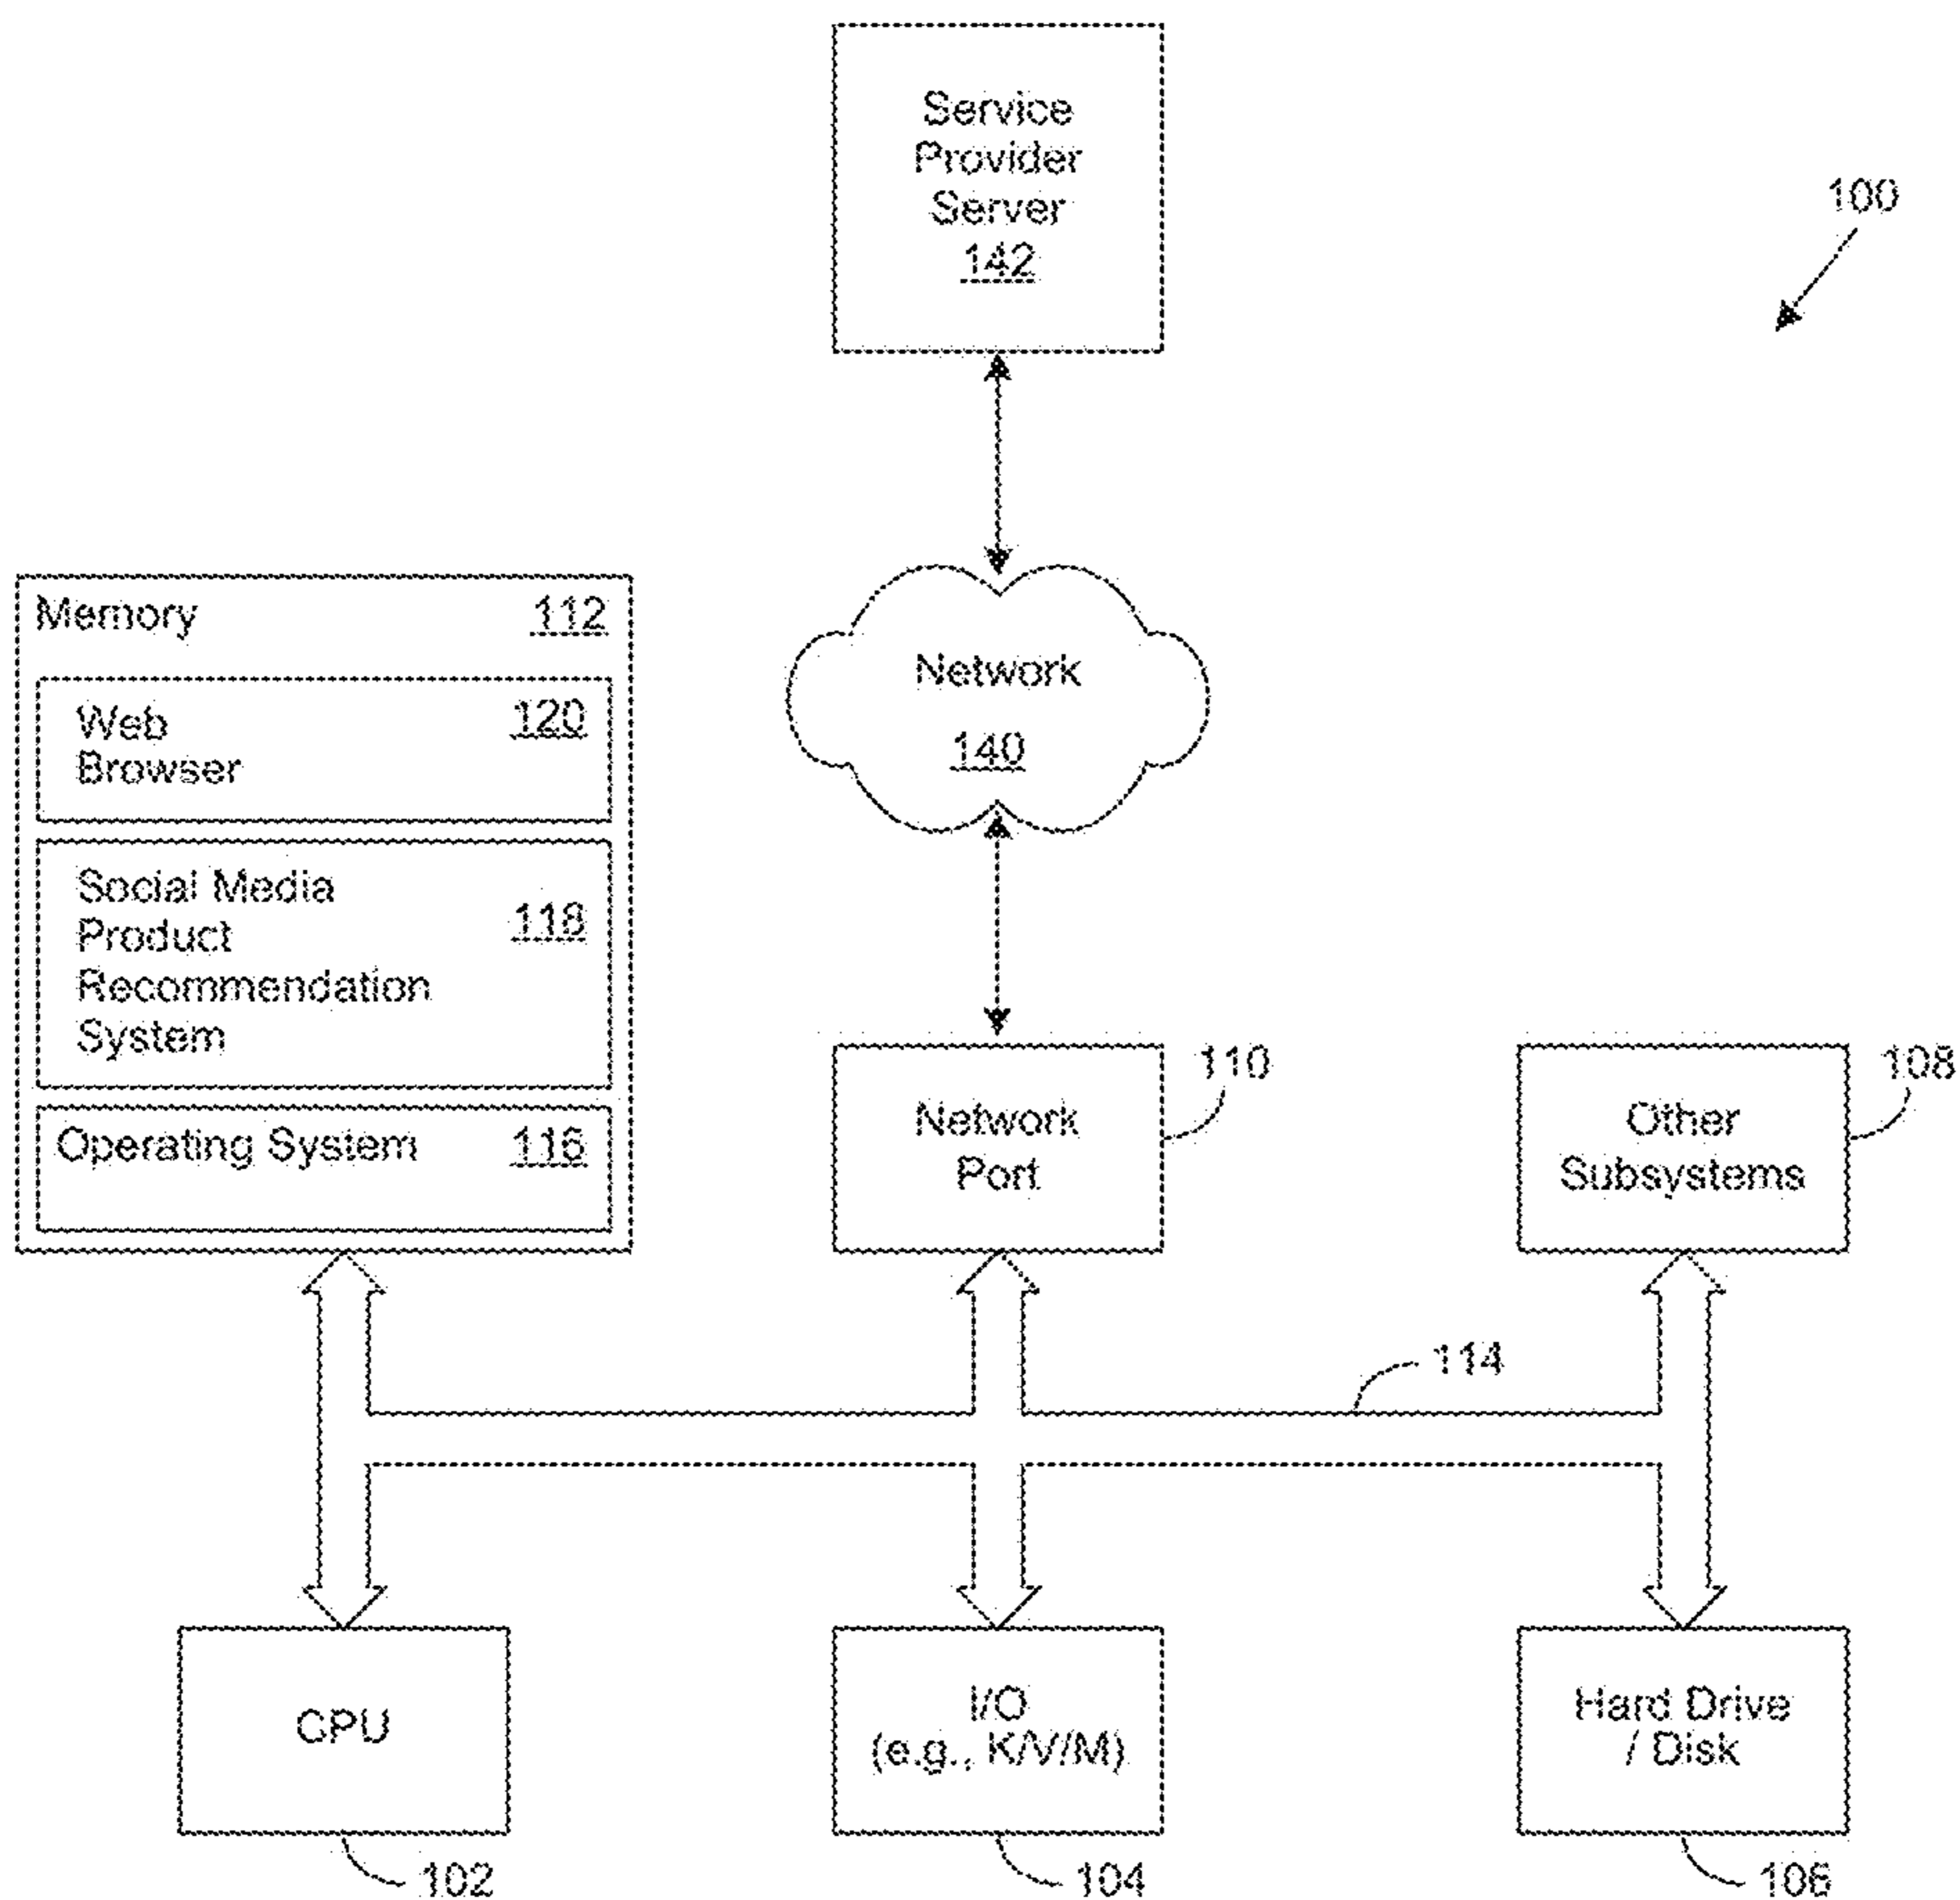 Service
Provider
Server
142
100
Memory 112
Web 120
Browser
Social Media
Product 118
Recommendation
System
Operating System 116
Network
140
Network
Port
110
Other
Subsystems
108
114
CPU
102
I/O
(e.g., K/V/M)
104
Hard Drive
/ Disk
106